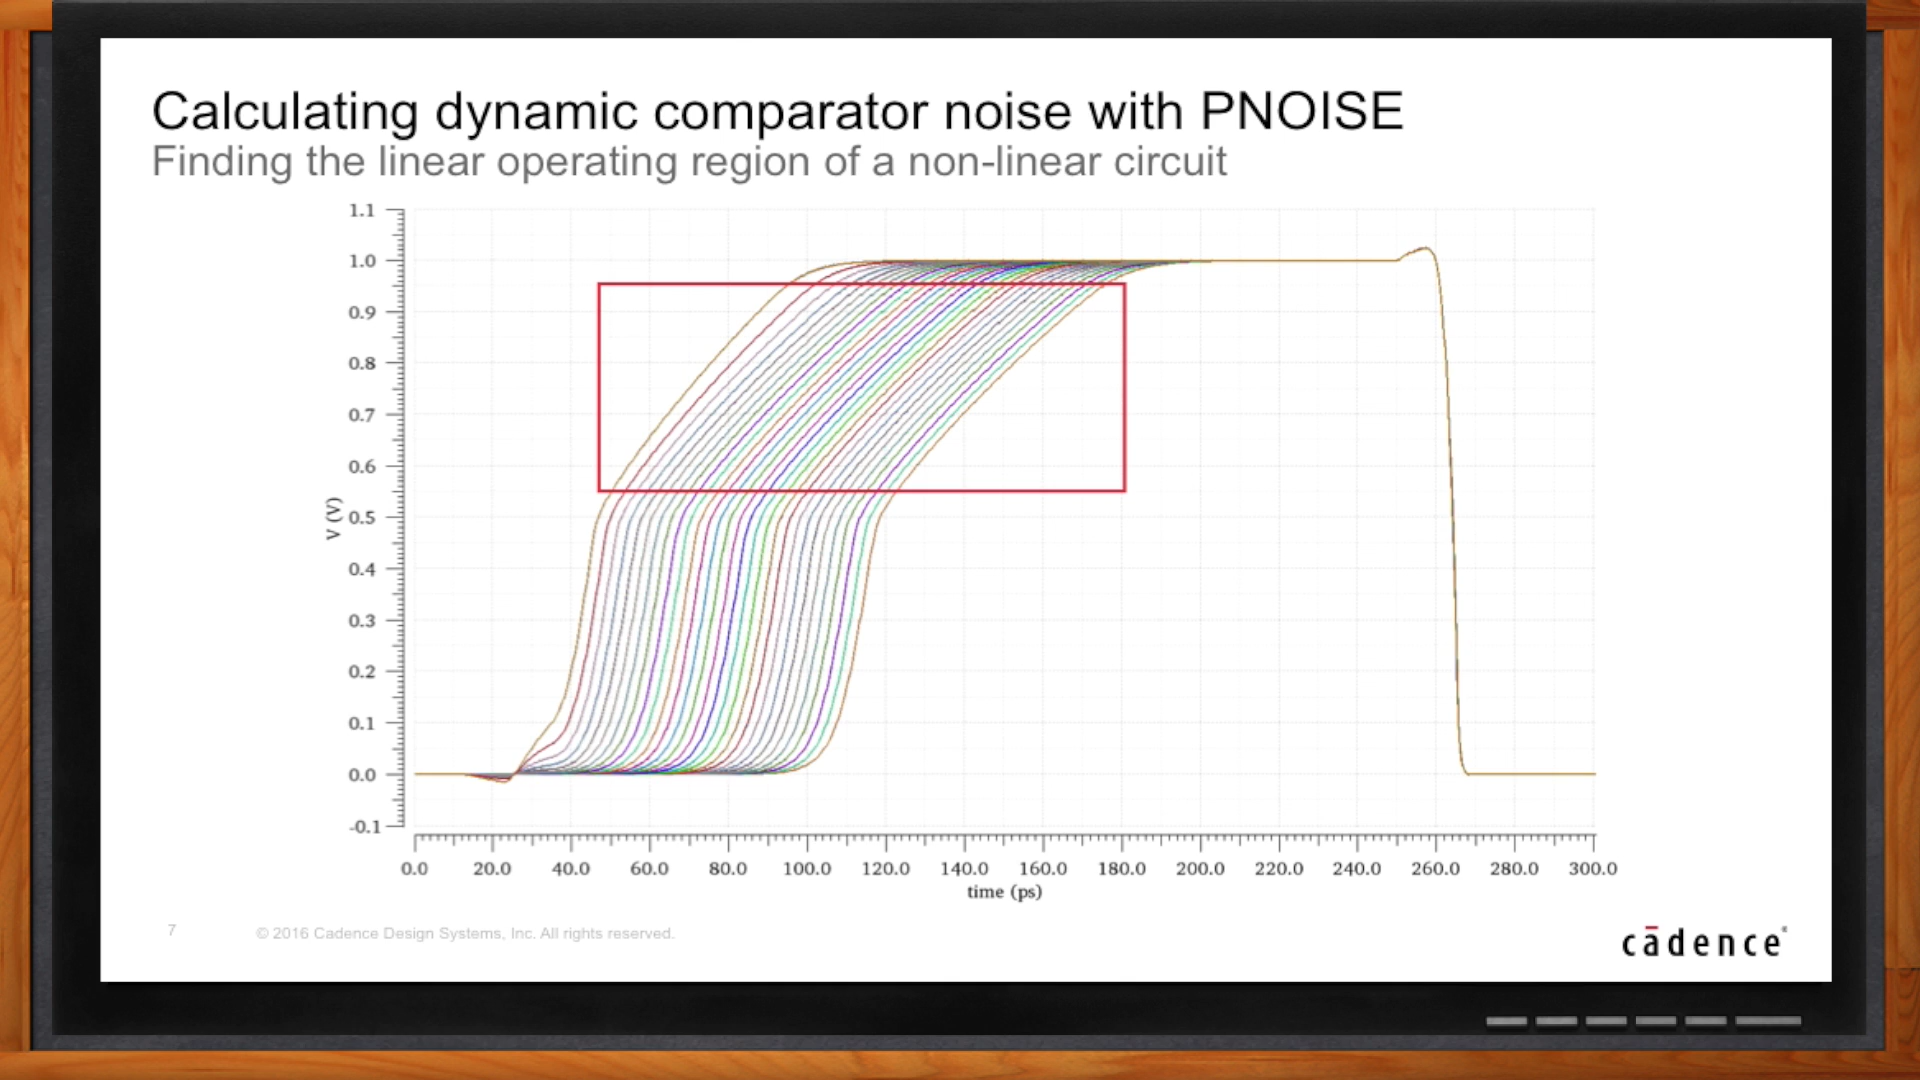 Calculating dynamic comparator noise with PNOISE
Finding the linear operating region of a non-linear circuit
1.1
1.0
0.9
0.8
0.7
0.6
0.5
0.4
0.3
0.2
0.1
0.0
-0.1
V (V)
0.0 20.0 40.0 60.0 80.0 100.0 120.0 140.0 160.0 180.0 200.0 220.0 240.0 260.0 280.0 300.0
time (ps)
7 © 2016 Cadence Design Systems, Inc. All rights reserved.
cādence